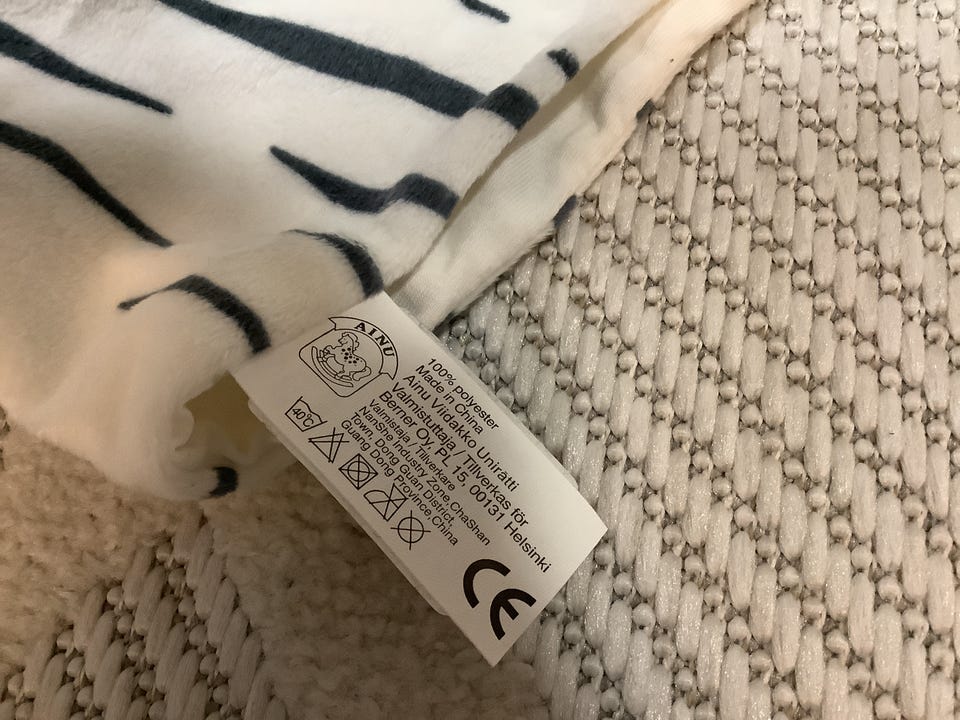 AINU
100% polyester
Made in China
Ainu Viidakko Unirätti
Valmistuttaja / Tillverkas för
Berner Oy, PL 15, 00131 Helsinki
Valmistaja / Tillverkare
NanShe Industry Zone,ChaShan
Town, Dong Guan District,
Guang Dong Province,China
40°C
CE